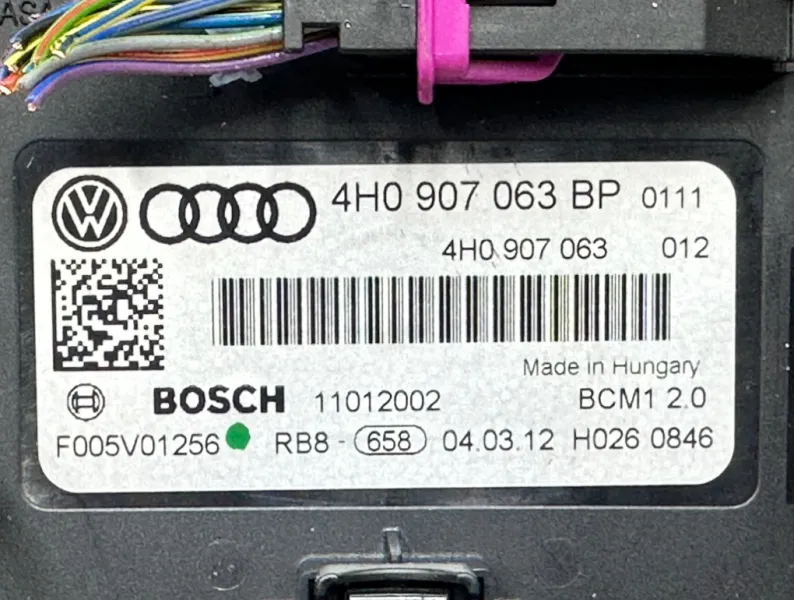 ASA
4H0 907 063 BP 0111
4H0 907 063 012
Made in Hungary
BOSCH 11012002 BCM1 2.0
F005V01256 RB8 - 658 04.03.12 H026 0846